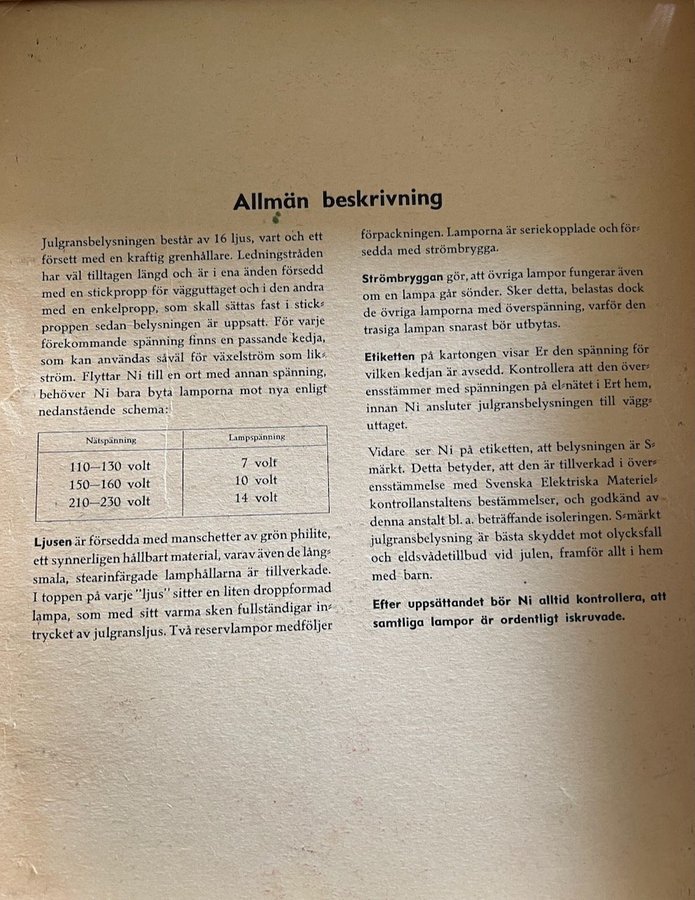 Allmän beskrivning
Julgransbelysningen består av 16 ljus, vart och ett
försett med en kraftig grenhållare. Ledningstråden
har väl tilltagen längd och är i ena änden försedd
med en stickpropp för vägguttaget och i den andra
med en enkelpropp, som skall sättas fast i stick-
proppen sedan belysningen är uppsatt. För varje
förekommande spänning finns en passande kedja,
som kan användas såväl för växelström som lik-
ström. Flyttar Ni till en ort med annan spänning,
behöver Ni bara byta lamporna mot nya enligt
nedanstående schema:
Nätspänning Lampspänning
110—130 volt 7 volt
150—160 volt 10 volt
210—230 volt 14 volt
Ljusen är försedda med manschetter av grön philite,
ett synnerligen hållbart material, varav även de lång-
smala, stearinfärgade lamphållarna är tillverkade.
I toppen på varje "ljus" sitter en liten droppformad
lampa, som med sitt varma sken fullständigar in-
trycket av julgransljus. Två reservlampor medföljer
förpackningen. Lamporna är seriekopplade och för-
sedda med strömbrygga.
Strömbryggan gör, att övriga lampor fungerar även
om en lampa går sönder. Sker detta, belastas dock
de övriga lamporna med överspänning, varför den
trasiga lampan snarast bör utbytas.
Etiketten på kartongen visar Er den spänning för
vilken kedjan är avsedd. Kontrollera att den över-
ensstämmer med spänningen på el-nätet i Ert hem,
innan Ni ansluter julgransbelysningen till vägg-
uttaget.
Vidare ser Ni på etiketten, att belysningen är S-
märkt. Detta betyder, att den är tillverkad i över-
ensstämmelse med Svenska Elektriska Materiel-
kontrollanstaltens bestämmelser, och godkänd av
denna anstalt bl. a. beträffande isoleringen. S-märkt
julgransbelysning är bästa skyddet mot olycksfall
och eldsvådetillbud vid julen, framför allt i hem
med barn.
Efter uppsättandet bör Ni alltid kontrollera, att
samtliga lampor är ordentligt iskruvade.